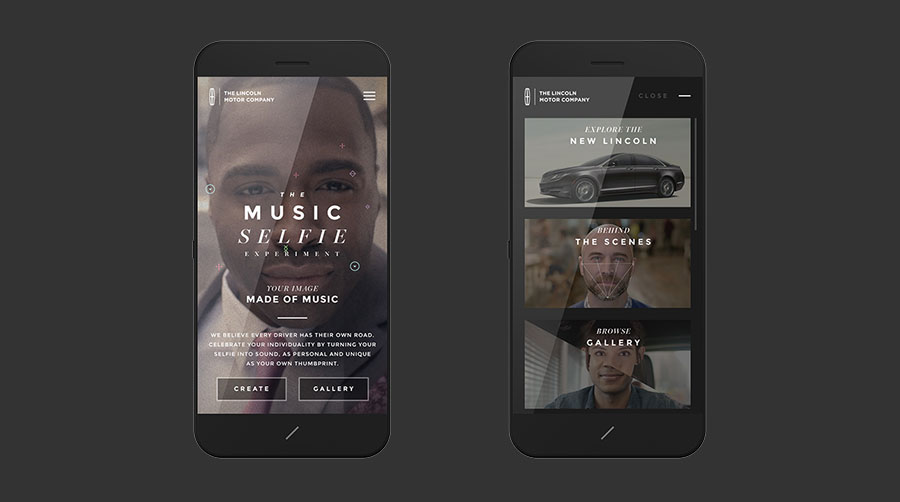 THE LINCOLN
MOTOR COMPANY
THE
MUSIC
SELFIE
EXPERIMENT
YOUR IMAGE
MADE OF MUSIC
WE BELIEVE EVERY DRIVER HAS THEIR OWN ROAD.
CELEBRATE YOUR INDIVIDUALITY BY TURNING YOUR
SELFIE INTO SOUND, AS PERSONAL AND UNIQUE
AS YOUR OWN THUMBPRINT.
CREATE
GALLERY
THE LINCOLN
MOTOR COMPANY
CLOSE
EXPLORE THE
NEW LINCOLN
BEHIND
THE SCENES
BROWSE
GALLERY